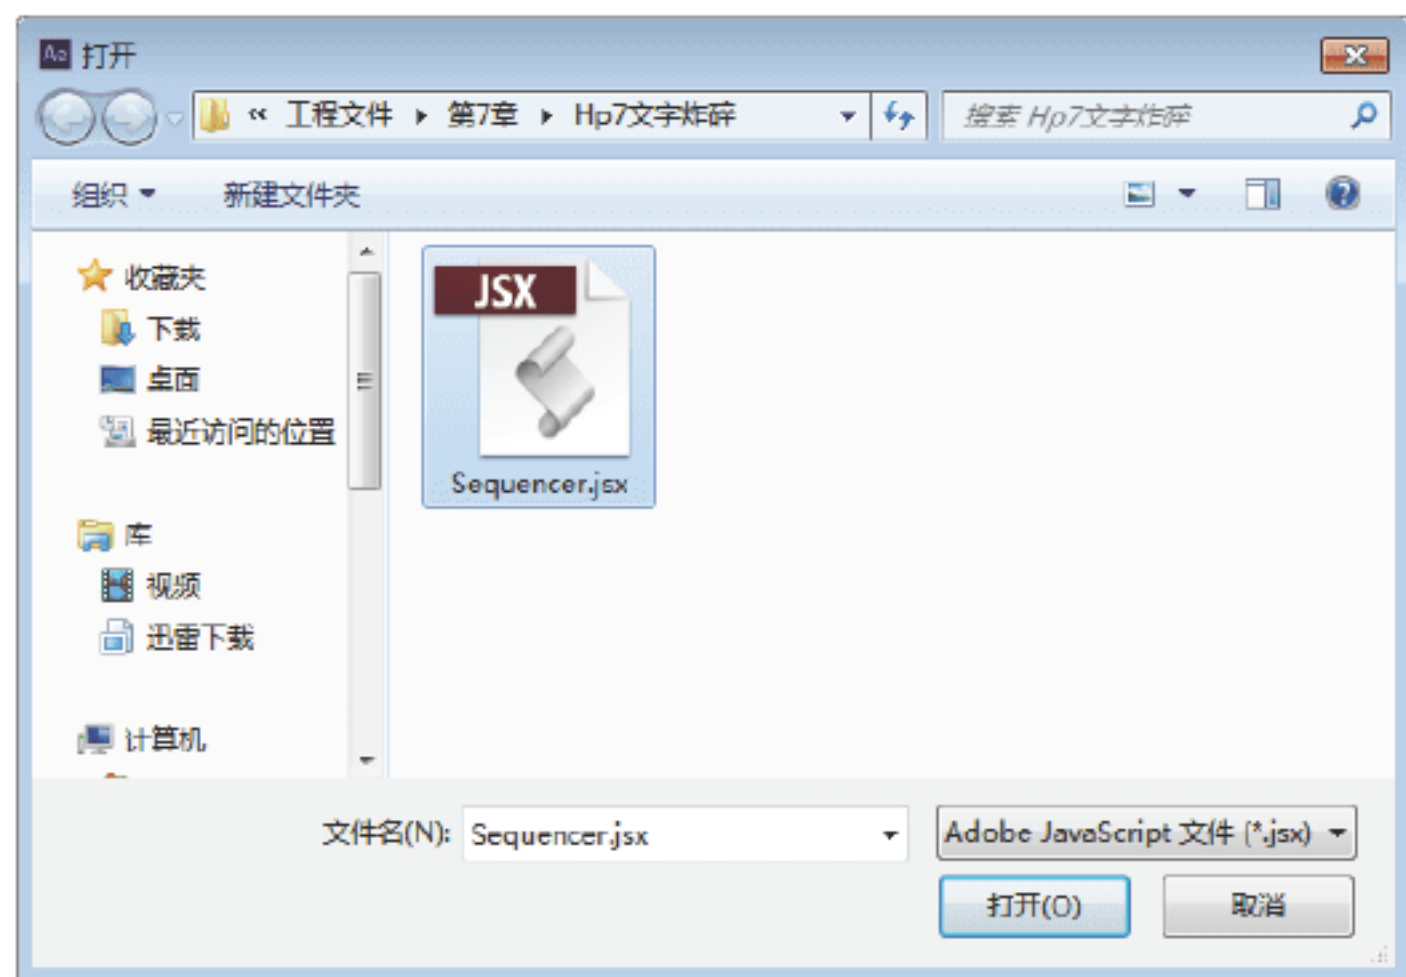 Ae 打开
« 工程文件 ▸ 第7章 ▸ Hp7文字炸碎
搜索 Hp7文字炸碎
组织 新建文件夹
收藏夹
下载
桌面
最近访问的位置
库
视频
迅雷下载
计算机
JSX
Sequencer.jsx
文件名(N): Sequencer.jsx
Adobe JavaScript 文件 (*.jsx)
打开(O) 取消